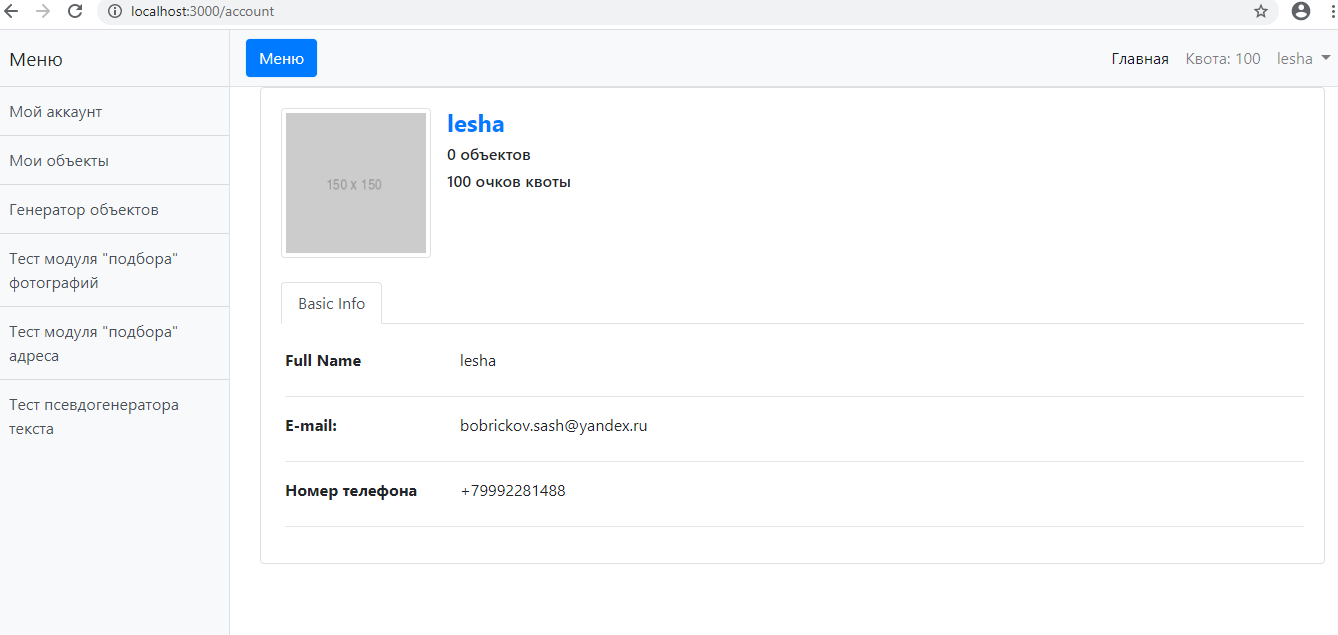 localhost:3000/account
Меню
Меню
Главная
Квота: 100
lesha
Мой аккаунт
Мои объекты
Генератор объектов
Тест модуля "подбора"
фотографий
Тест модуля "подбора"
адреса
Тест псевдогенератора
текста
150 x 150
lesha
0 объектов
100 очков квоты
Basic Info
Full Name
lesha
E-mail:
bobrickov.sash@yandex.ru
Номер телефона
+79992281488